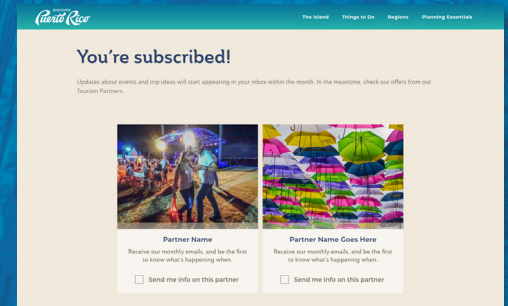 DISCOVER
Puerto Rico
The Island Things to Do Regions Planning Essentials
You're subscribed!
Updates about events and trip ideas will start appearing in your inbox within the month. In the meantime, check out offers from out
Tourism Partners.
Partner Name
Receive our monthly emails, and be the first
to know what's happening when.
Send me info on this partner
Partner Name Goes Here
Receive our monthly emails, and be the first
to know what's happening when.
Send me info on this partner